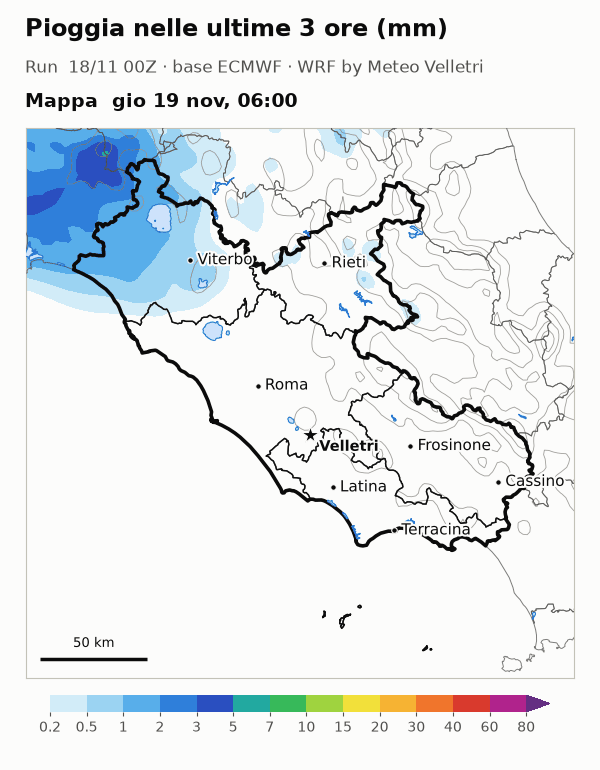 Pioggia nelle ultime 3 ore (mm)
Run  18/11 00Z · base ECMWF · WRF by Meteo Velletri
Mappa  gio 19 nov, 06:00
Viterbo
Rieti
Roma
Velletri
Frosinone
Cassino
Latina
Terracina
50 km
0.2 0.5 1 2 3 5 7 10 15 20 30 40 60 80